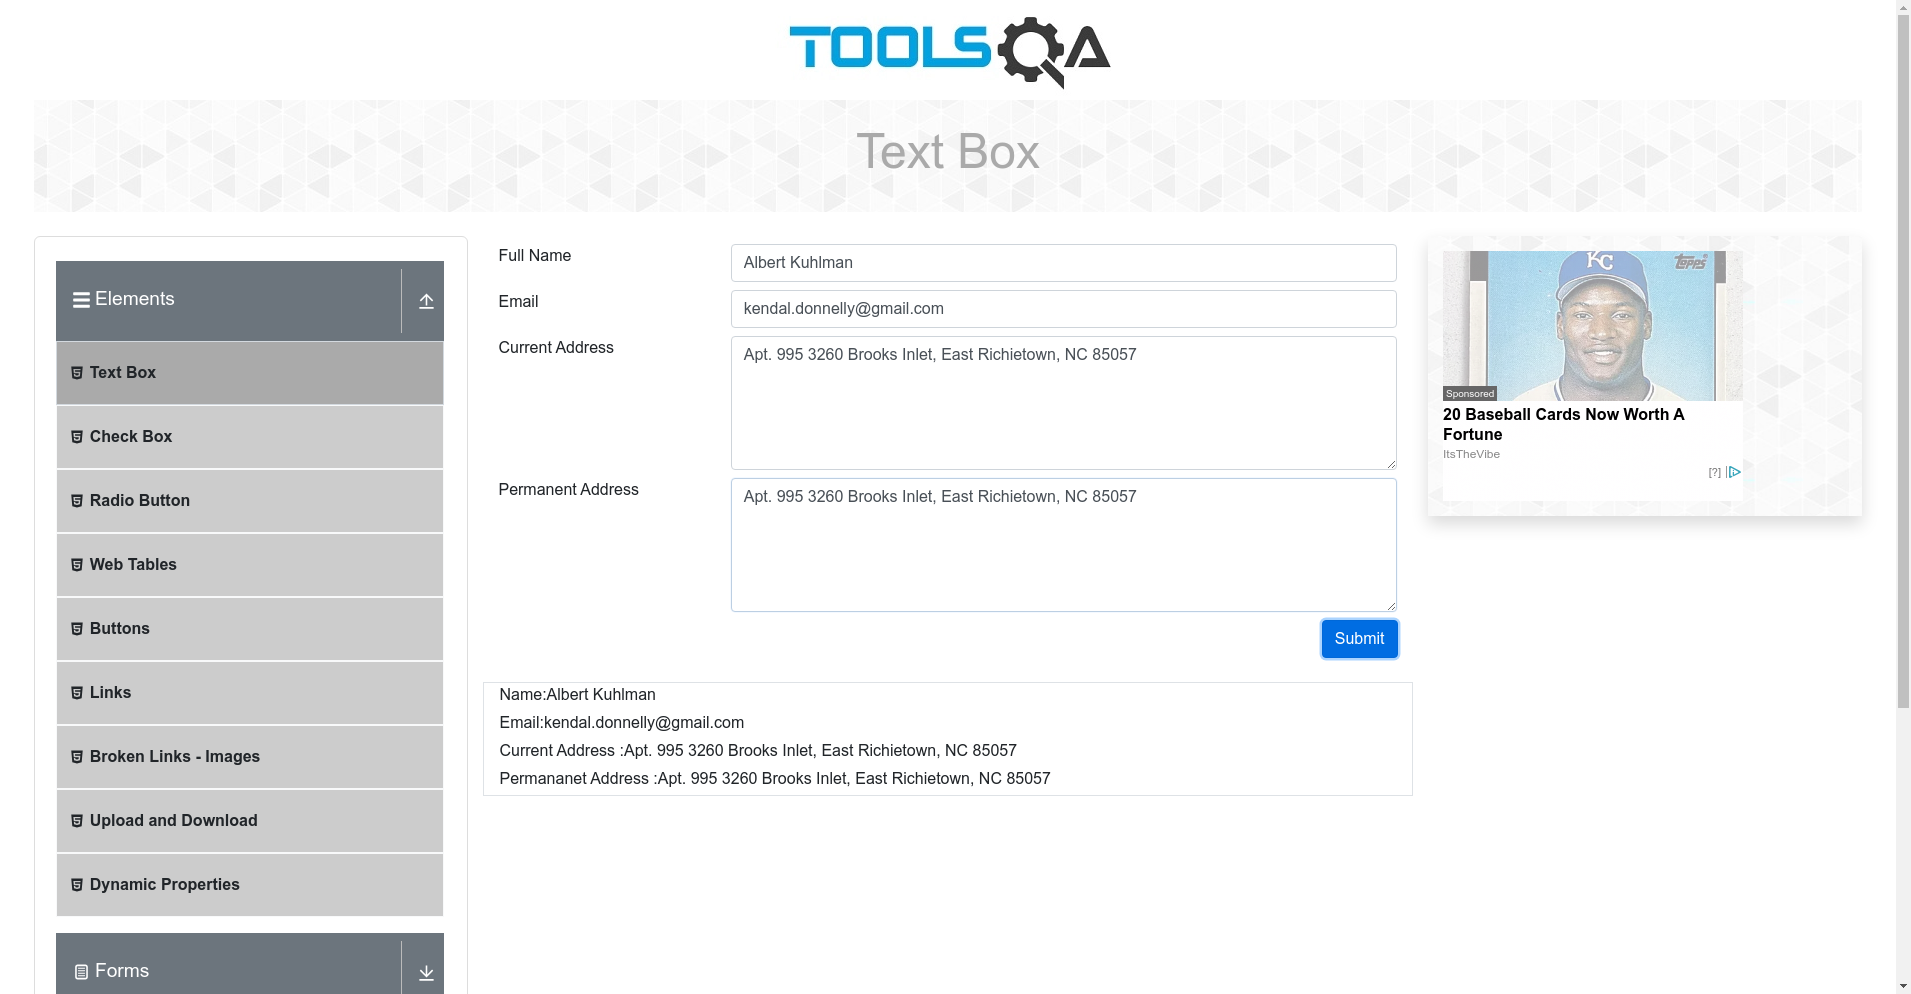 TOOLSQA
Text Box
Elements
Text Box
Check Box
Radio Button
Web Tables
Buttons
Links
Broken Links - Images
Upload and Download
Dynamic Properties
Forms
Full Name
Albert Kuhlman
Email
kendal.donnelly@gmail.com
Current Address
Apt. 995 3260 Brooks Inlet, East Richietown, NC 85057
Permanent Address
Apt. 995 3260 Brooks Inlet, East Richietown, NC 85057
Submit
Name:Albert Kuhlman
Email:kendal.donnelly@gmail.com
Current Address :Apt. 995 3260 Brooks Inlet, East Richietown, NC 85057
Permananet Address :Apt. 995 3260 Brooks Inlet, East Richietown, NC 85057
KC
Topps
Sponsored
20 Baseball Cards Now Worth A
Fortune
ItsTheVibe
[?]